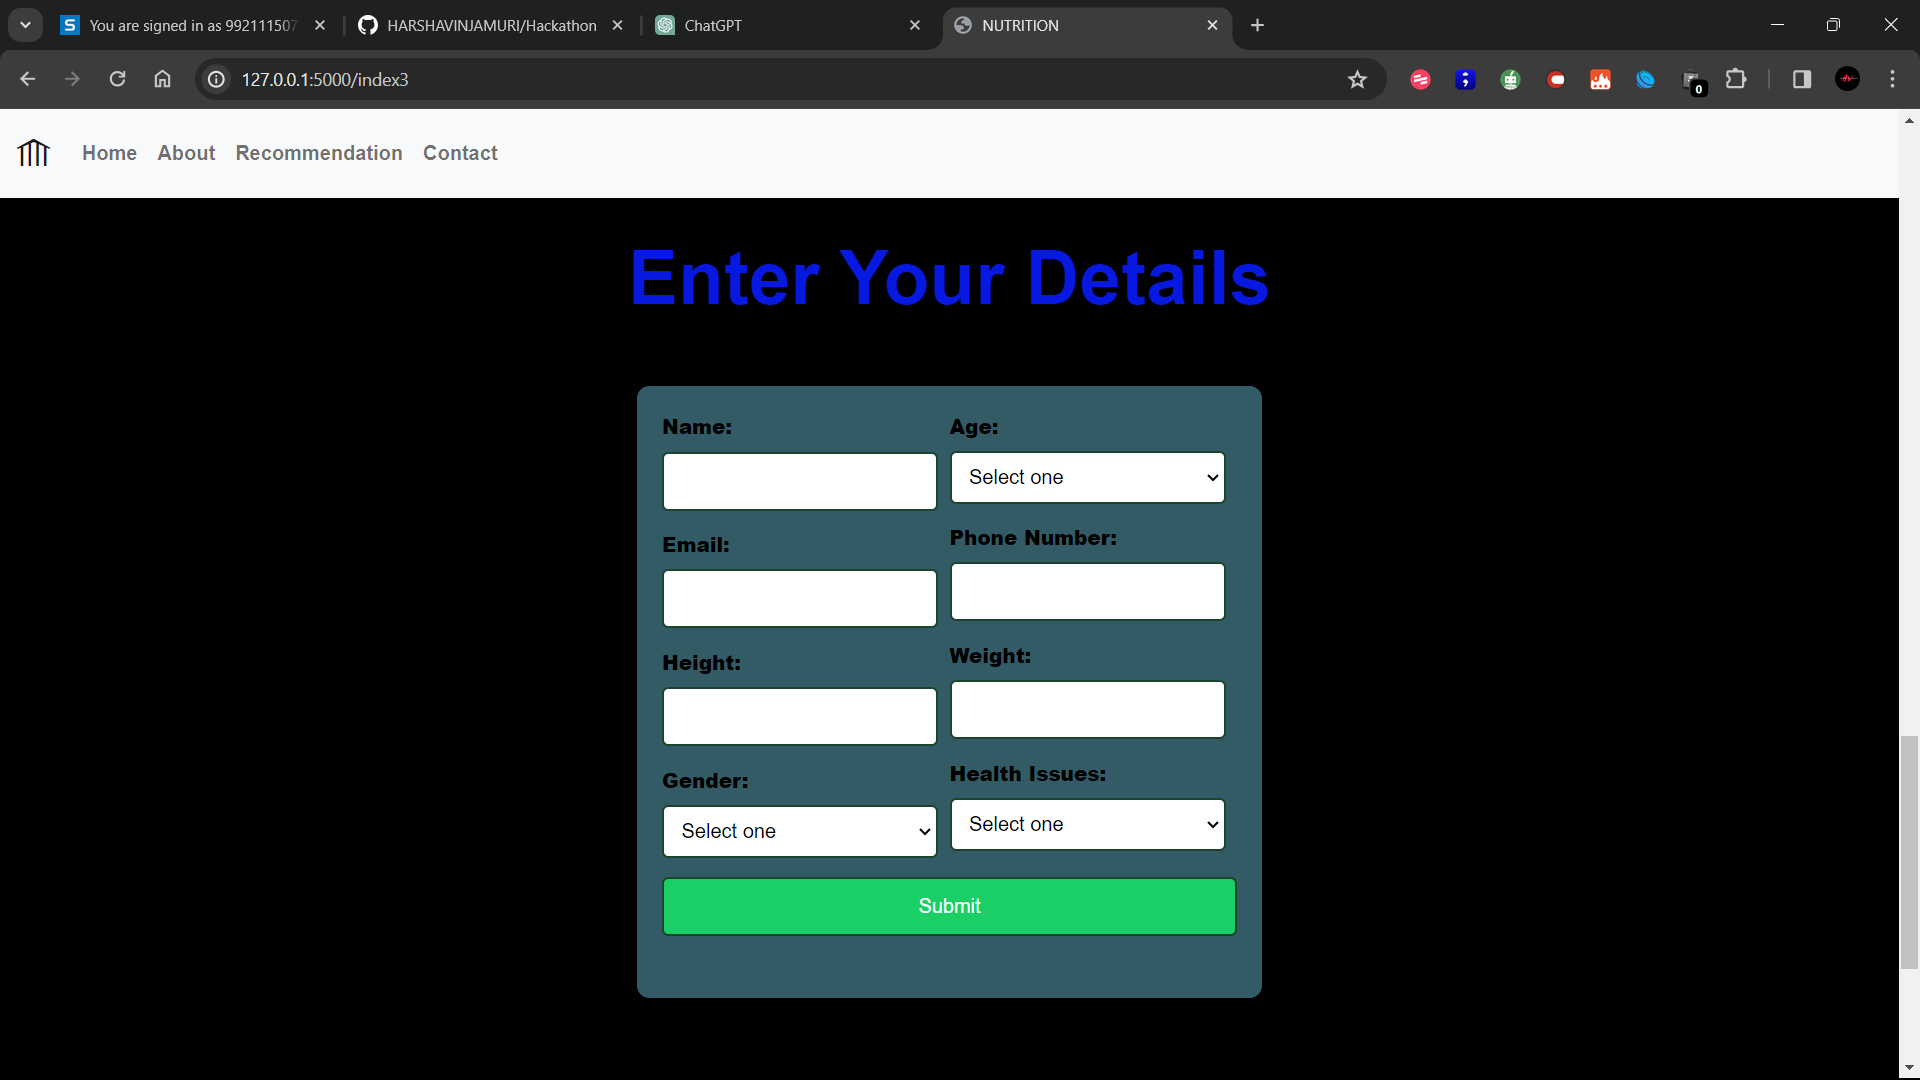 You are signed in as 992111507
HARSHAVINJAMURI/Hackathon
ChatGPT
NUTRITION
127.0.0.1:5000/index3
0
Home About Recommendation Contact
Enter Your Details
Name: Age:
Select one
Email: Phone Number:
Height: Weight:
Gender: Health Issues:
Select one Select one
Submit